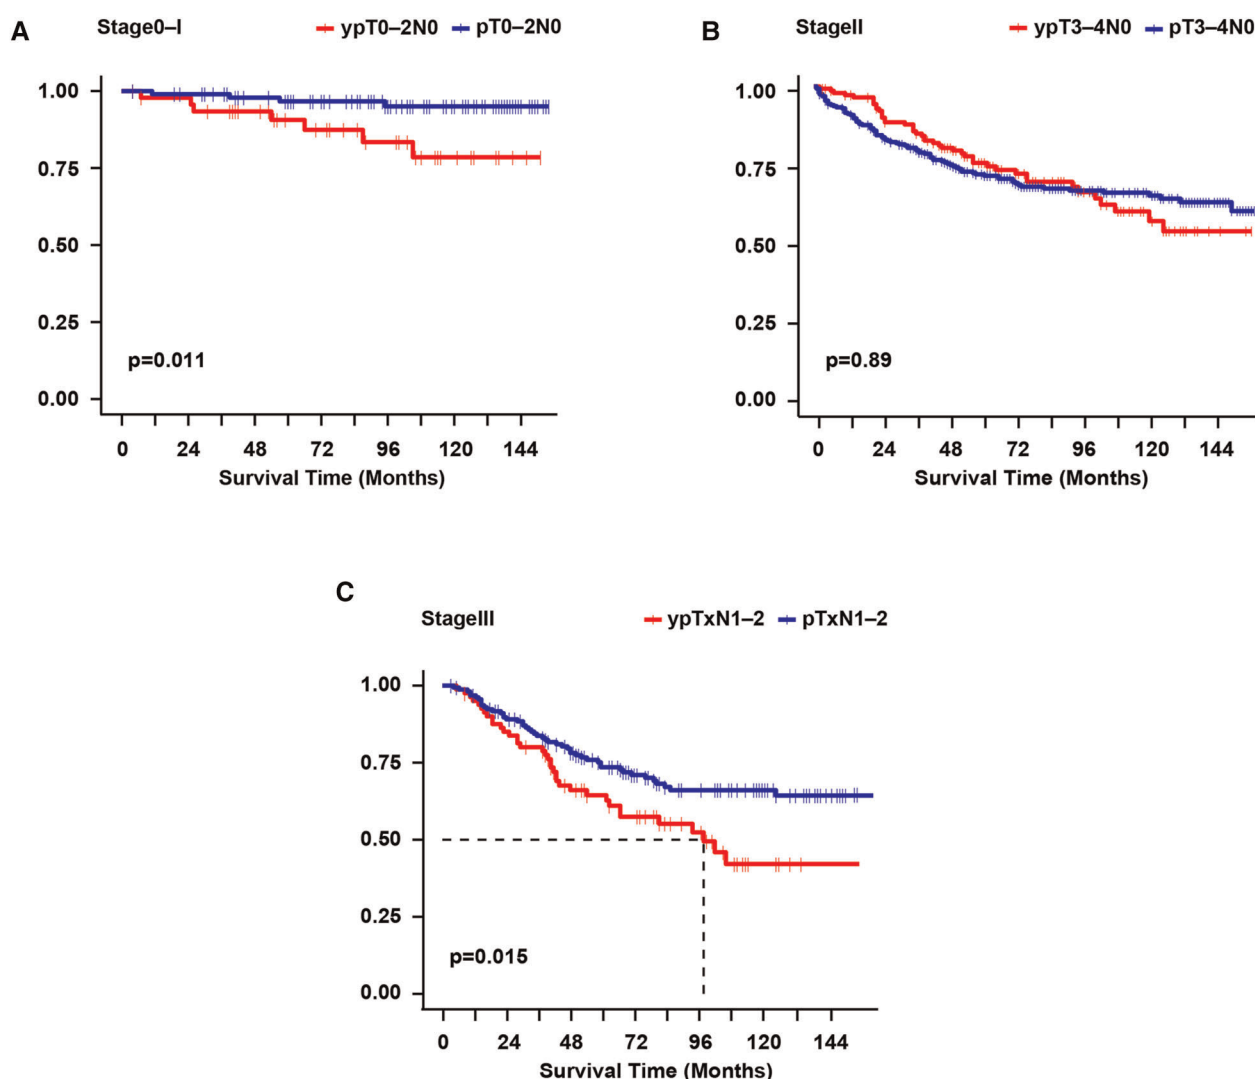 A
Stage0–I
ypT0–2N0 pT0–2N0
1.00
0.75
0.50
0.25
0.00
p=0.011
0 24 48 72 96 120 144
Survival Time (Months)
B
StageII
ypT3–4N0 pT3–4N0
1.00
0.75
0.50
0.25
0.00
p=0.89
0 24 48 72 96 120 144
Survival Time (Months)
C
StageIII
ypTxN1–2 pTxN1–2
1.00
0.75
0.50
0.25
0.00
p=0.015
0 24 48 72 96 120 144
Survival Time (Months)